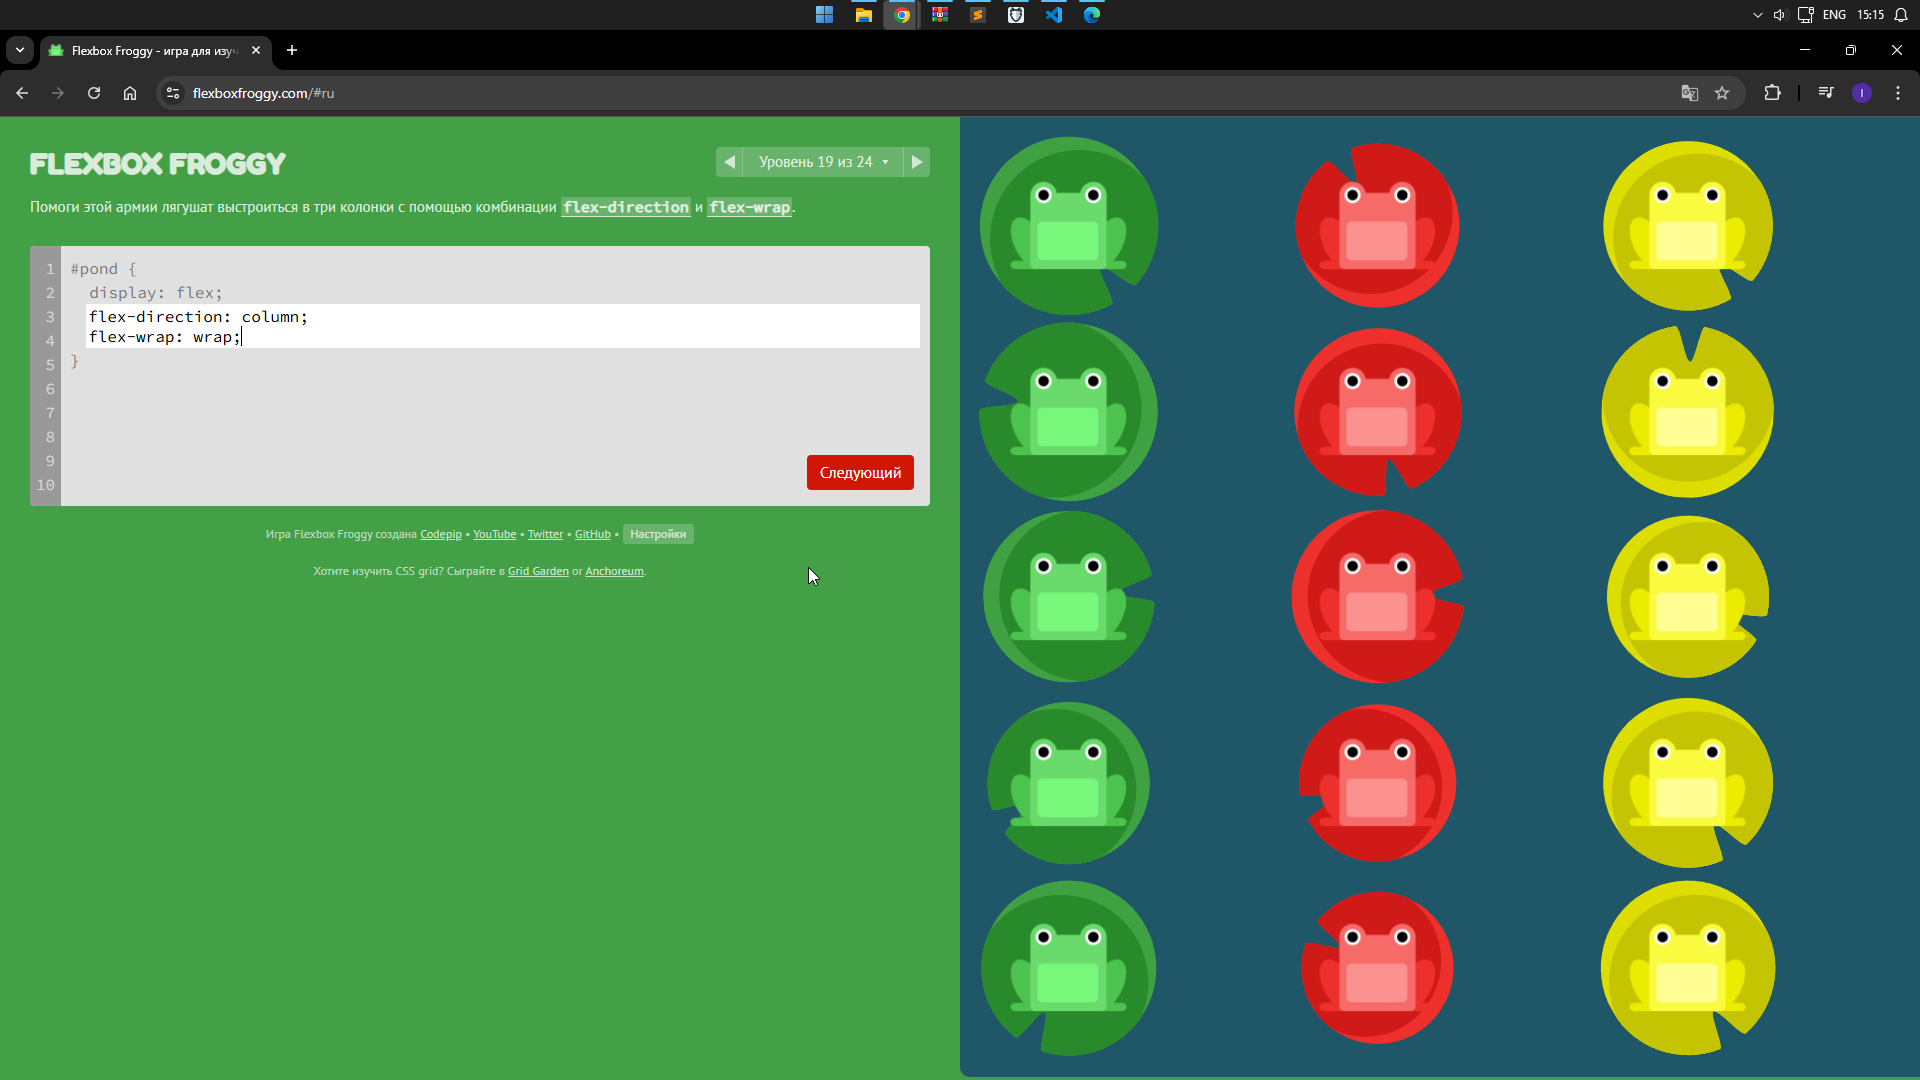 ENG 15:15
Flexbox Froggy - игра для изу
flexboxfroggy.com/#ru
FLEXBOX FROGGY
Уровень 19 из 24
Помоги этой армии лягушат выстроиться в три колонки с помощью комбинации flex-direction и flex-wrap.
1 #pond {
2 display: flex;
3 flex-direction: column;
4 flex-wrap: wrap;
5 }
6
7
8
9
10
Следующий
Игра Flexbox Froggy создана Codepip • YouTube • Twitter • GitHub • Настройки
Хотите изучить CSS grid? Сыграйте в Grid Garden or Anchoreum.